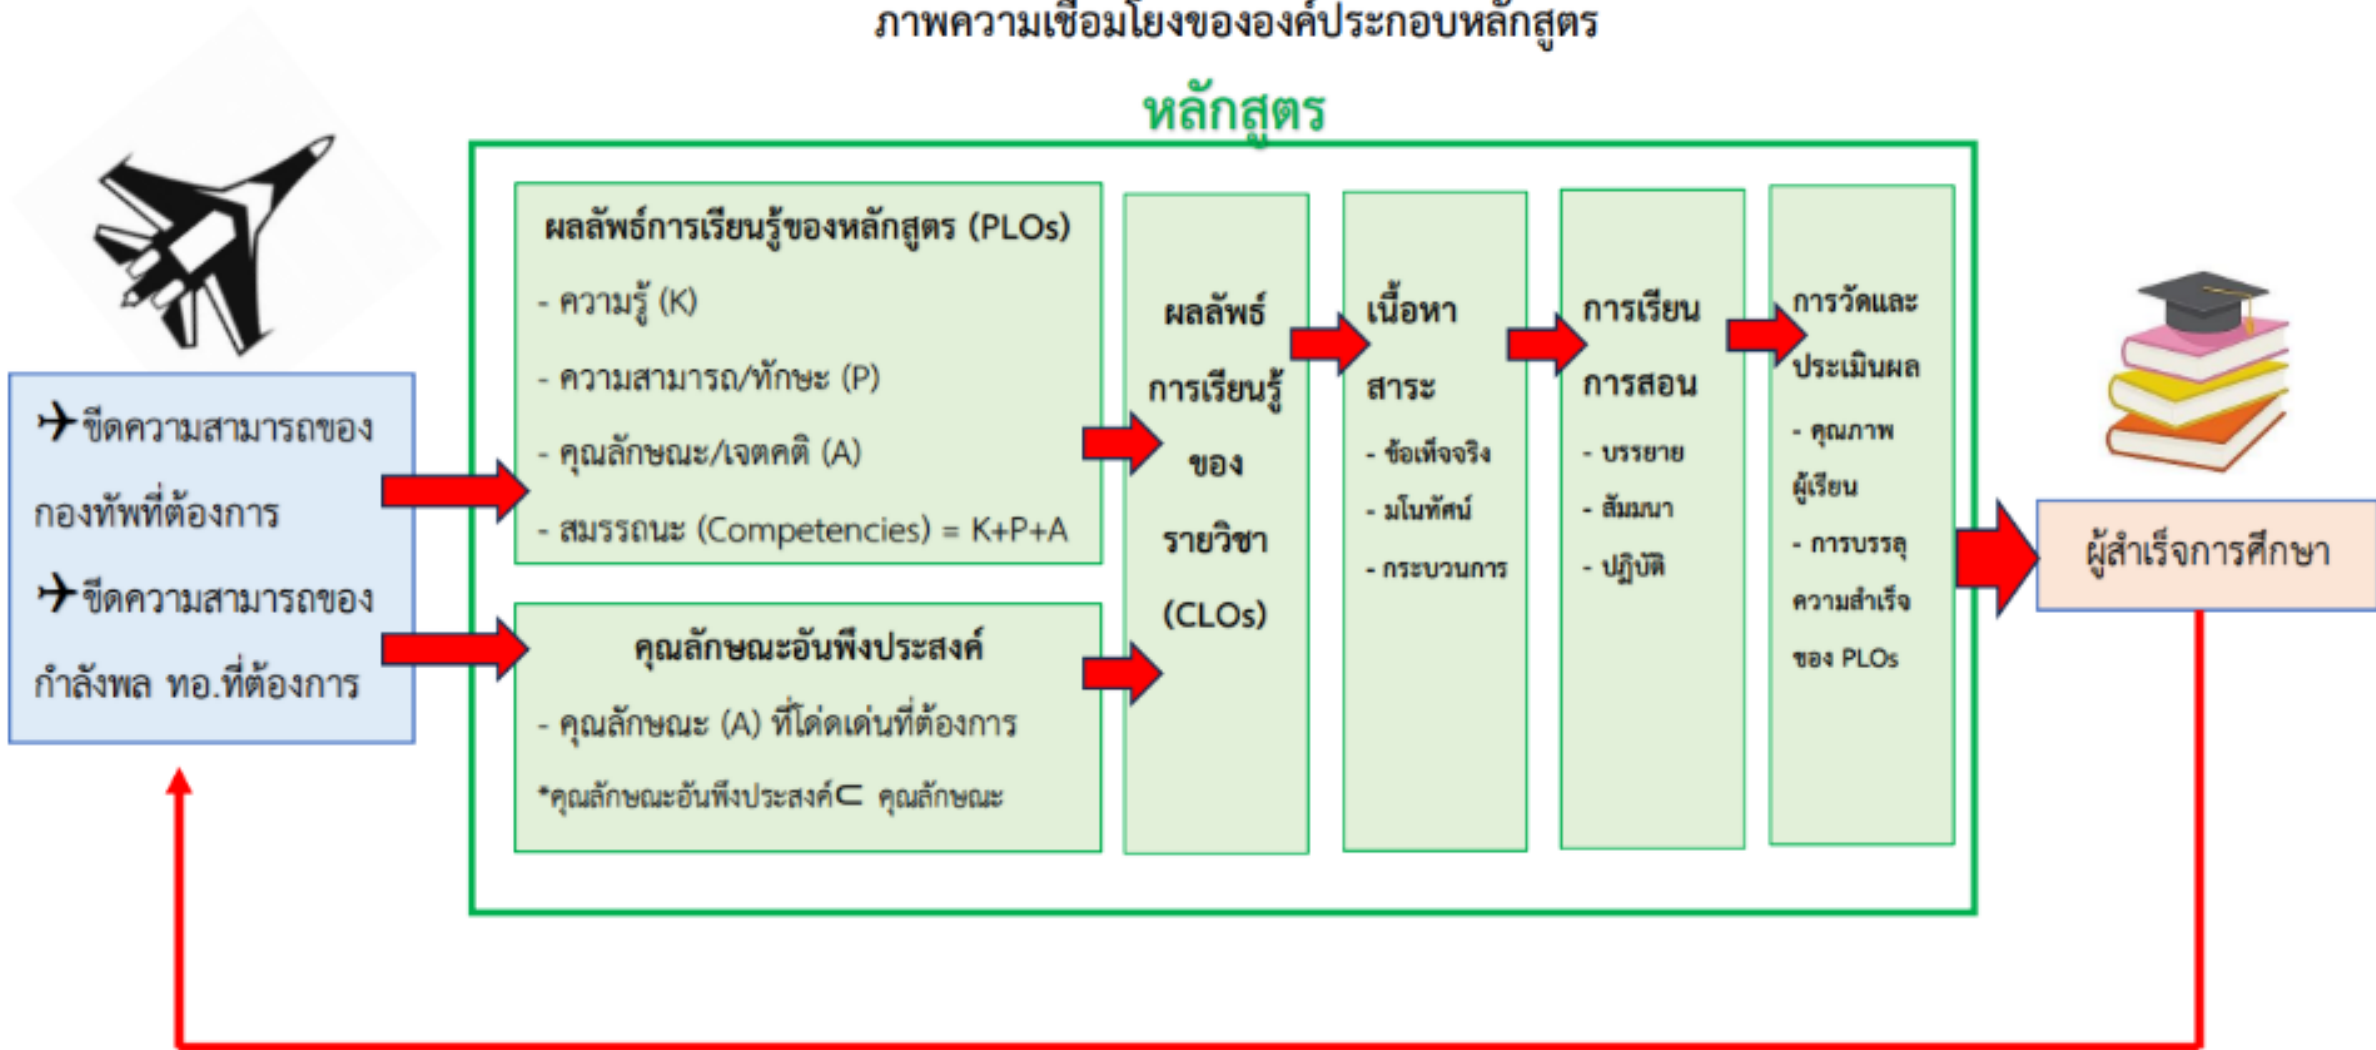 ภาพความเชื่อมโยงขององค์ประกอบหลักสูตร
หลักสูตร
✈ขีดความสามารถของ
กองทัพที่ต้องการ
✈ขีดความสามารถของ
กำลังพล ทอ.ที่ต้องการ
ผลลัพธ์การเรียนรู้ของหลักสูตร (PLOs)
- ความรู้ (K)
- ความสามารถ/ทักษะ (P)
- คุณลักษณะ/เจตคติ (A)
- สมรรถนะ (Competencies) = K+P+A
คุณลักษณะอันพึงประสงค์
- คุณลักษณะ (A) ที่โด่ดเด่นที่ต้องการ
*คุณลักษณะอันพึงประสงค์⊂ คุณลักษณะ
ผลลัพธ์
การเรียนรู้
ของ
รายวิชา
(CLOs)
เนื้อหา
สาระ
- ข้อเท็จจริง
- มโนทัศน์
- กระบวนการ
การเรียน
การสอน
- บรรยาย
- สัมมนา
- ปฏิบัติ
การวัดและ
ประเมินผล
- คุณภาพ
ผู้เรียน
- การบรรลุ
ความสำเร็จ
ของ PLOs
ผู้สำเร็จการศึกษา